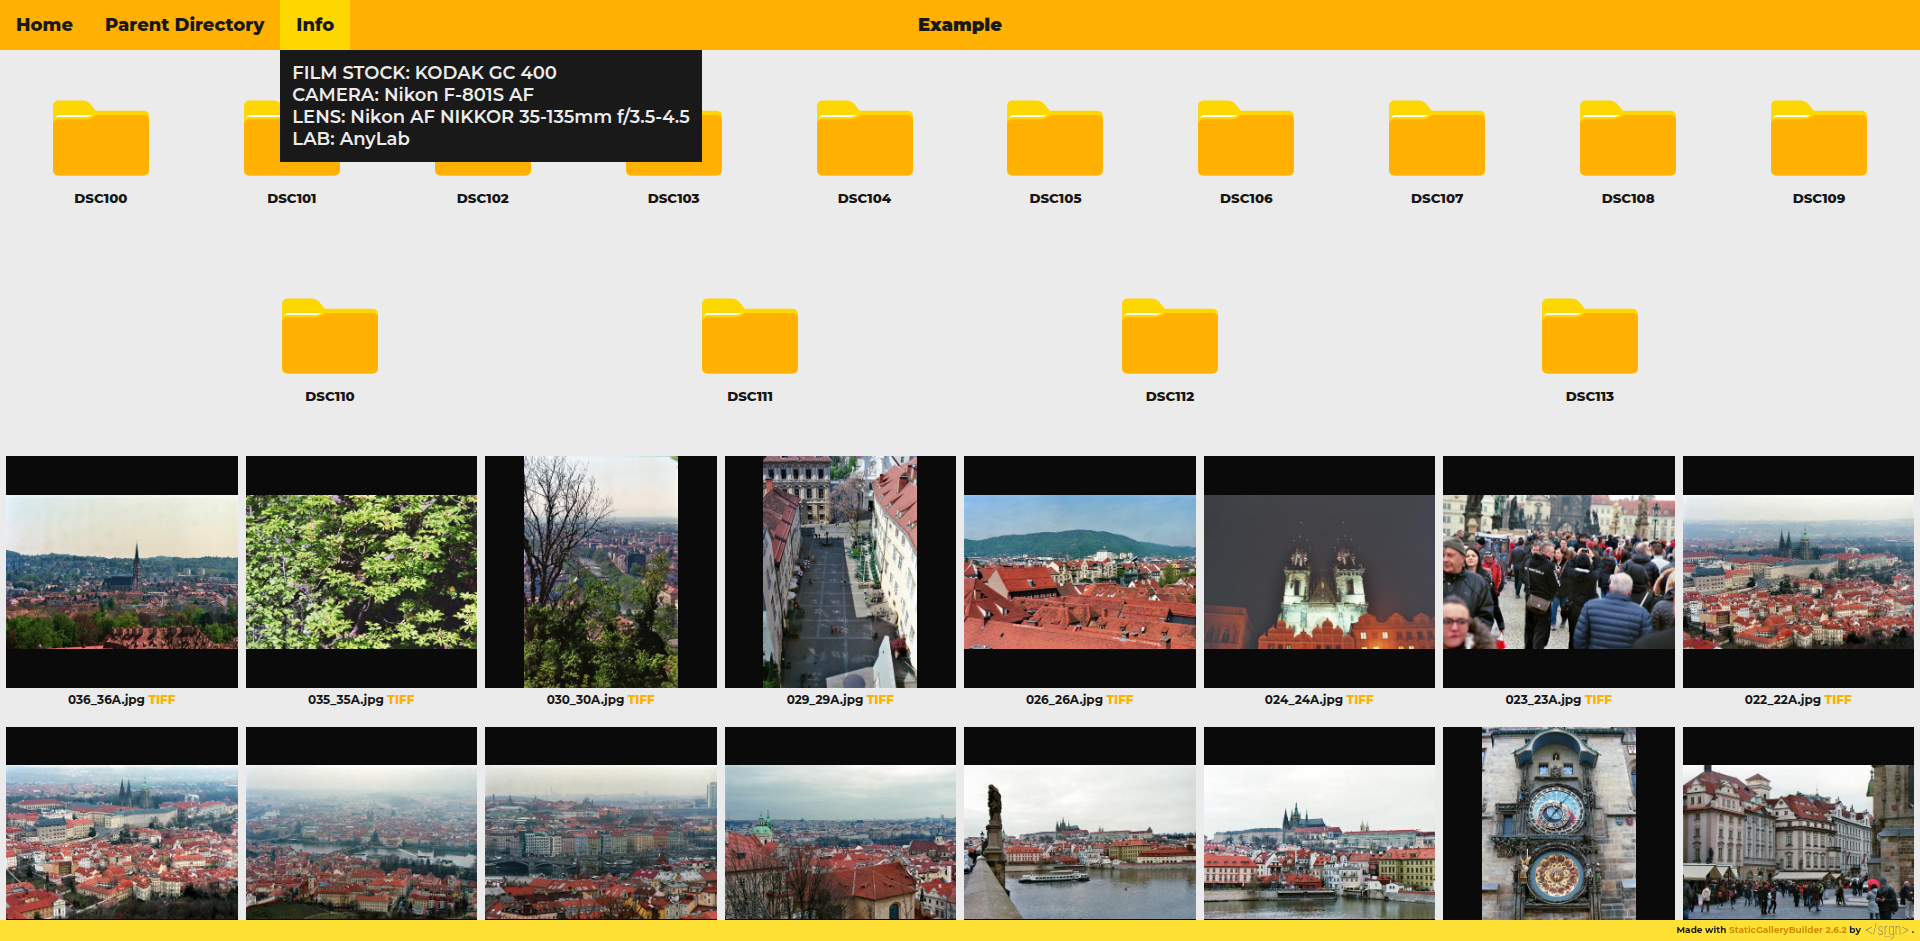 Home Parent Directory Info Example
FILM STOCK: KODAK GC 400
CAMERA: Nikon F-801S AF
LENS: Nikon AF NIKKOR 35-135mm f/3.5-4.5
LAB: AnyLab
DSC100 DSC101 DSC102 DSC103 DSC104 DSC105 DSC106 DSC107 DSC108 DSC109
DSC110 DSC111 DSC112 DSC113
036_36A.jpg TIFF 035_35A.jpg TIFF 030_30A.jpg TIFF 029_29A.jpg TIFF 026_26A.jpg TIFF 024_24A.jpg TIFF 023_23A.jpg TIFF 022_22A.jpg TIFF
Made with StaticGalleryBuilder 2.6.2 by </srgn> .